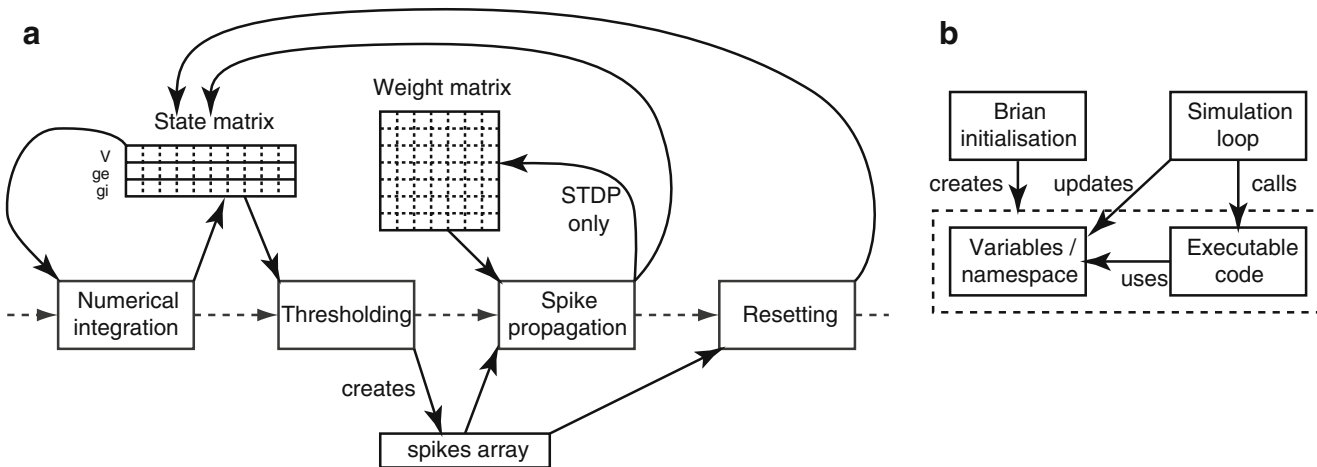 a
Weight matrix
State matrix
V
ge
gi
STDP
only
Numerical
integration
Thresholding
Spike
propagation
Resetting
creates
spikes array
b
Brian
initialisation
Simulation
loop
creates
updates
calls
Variables /
namespace
uses
Executable
code